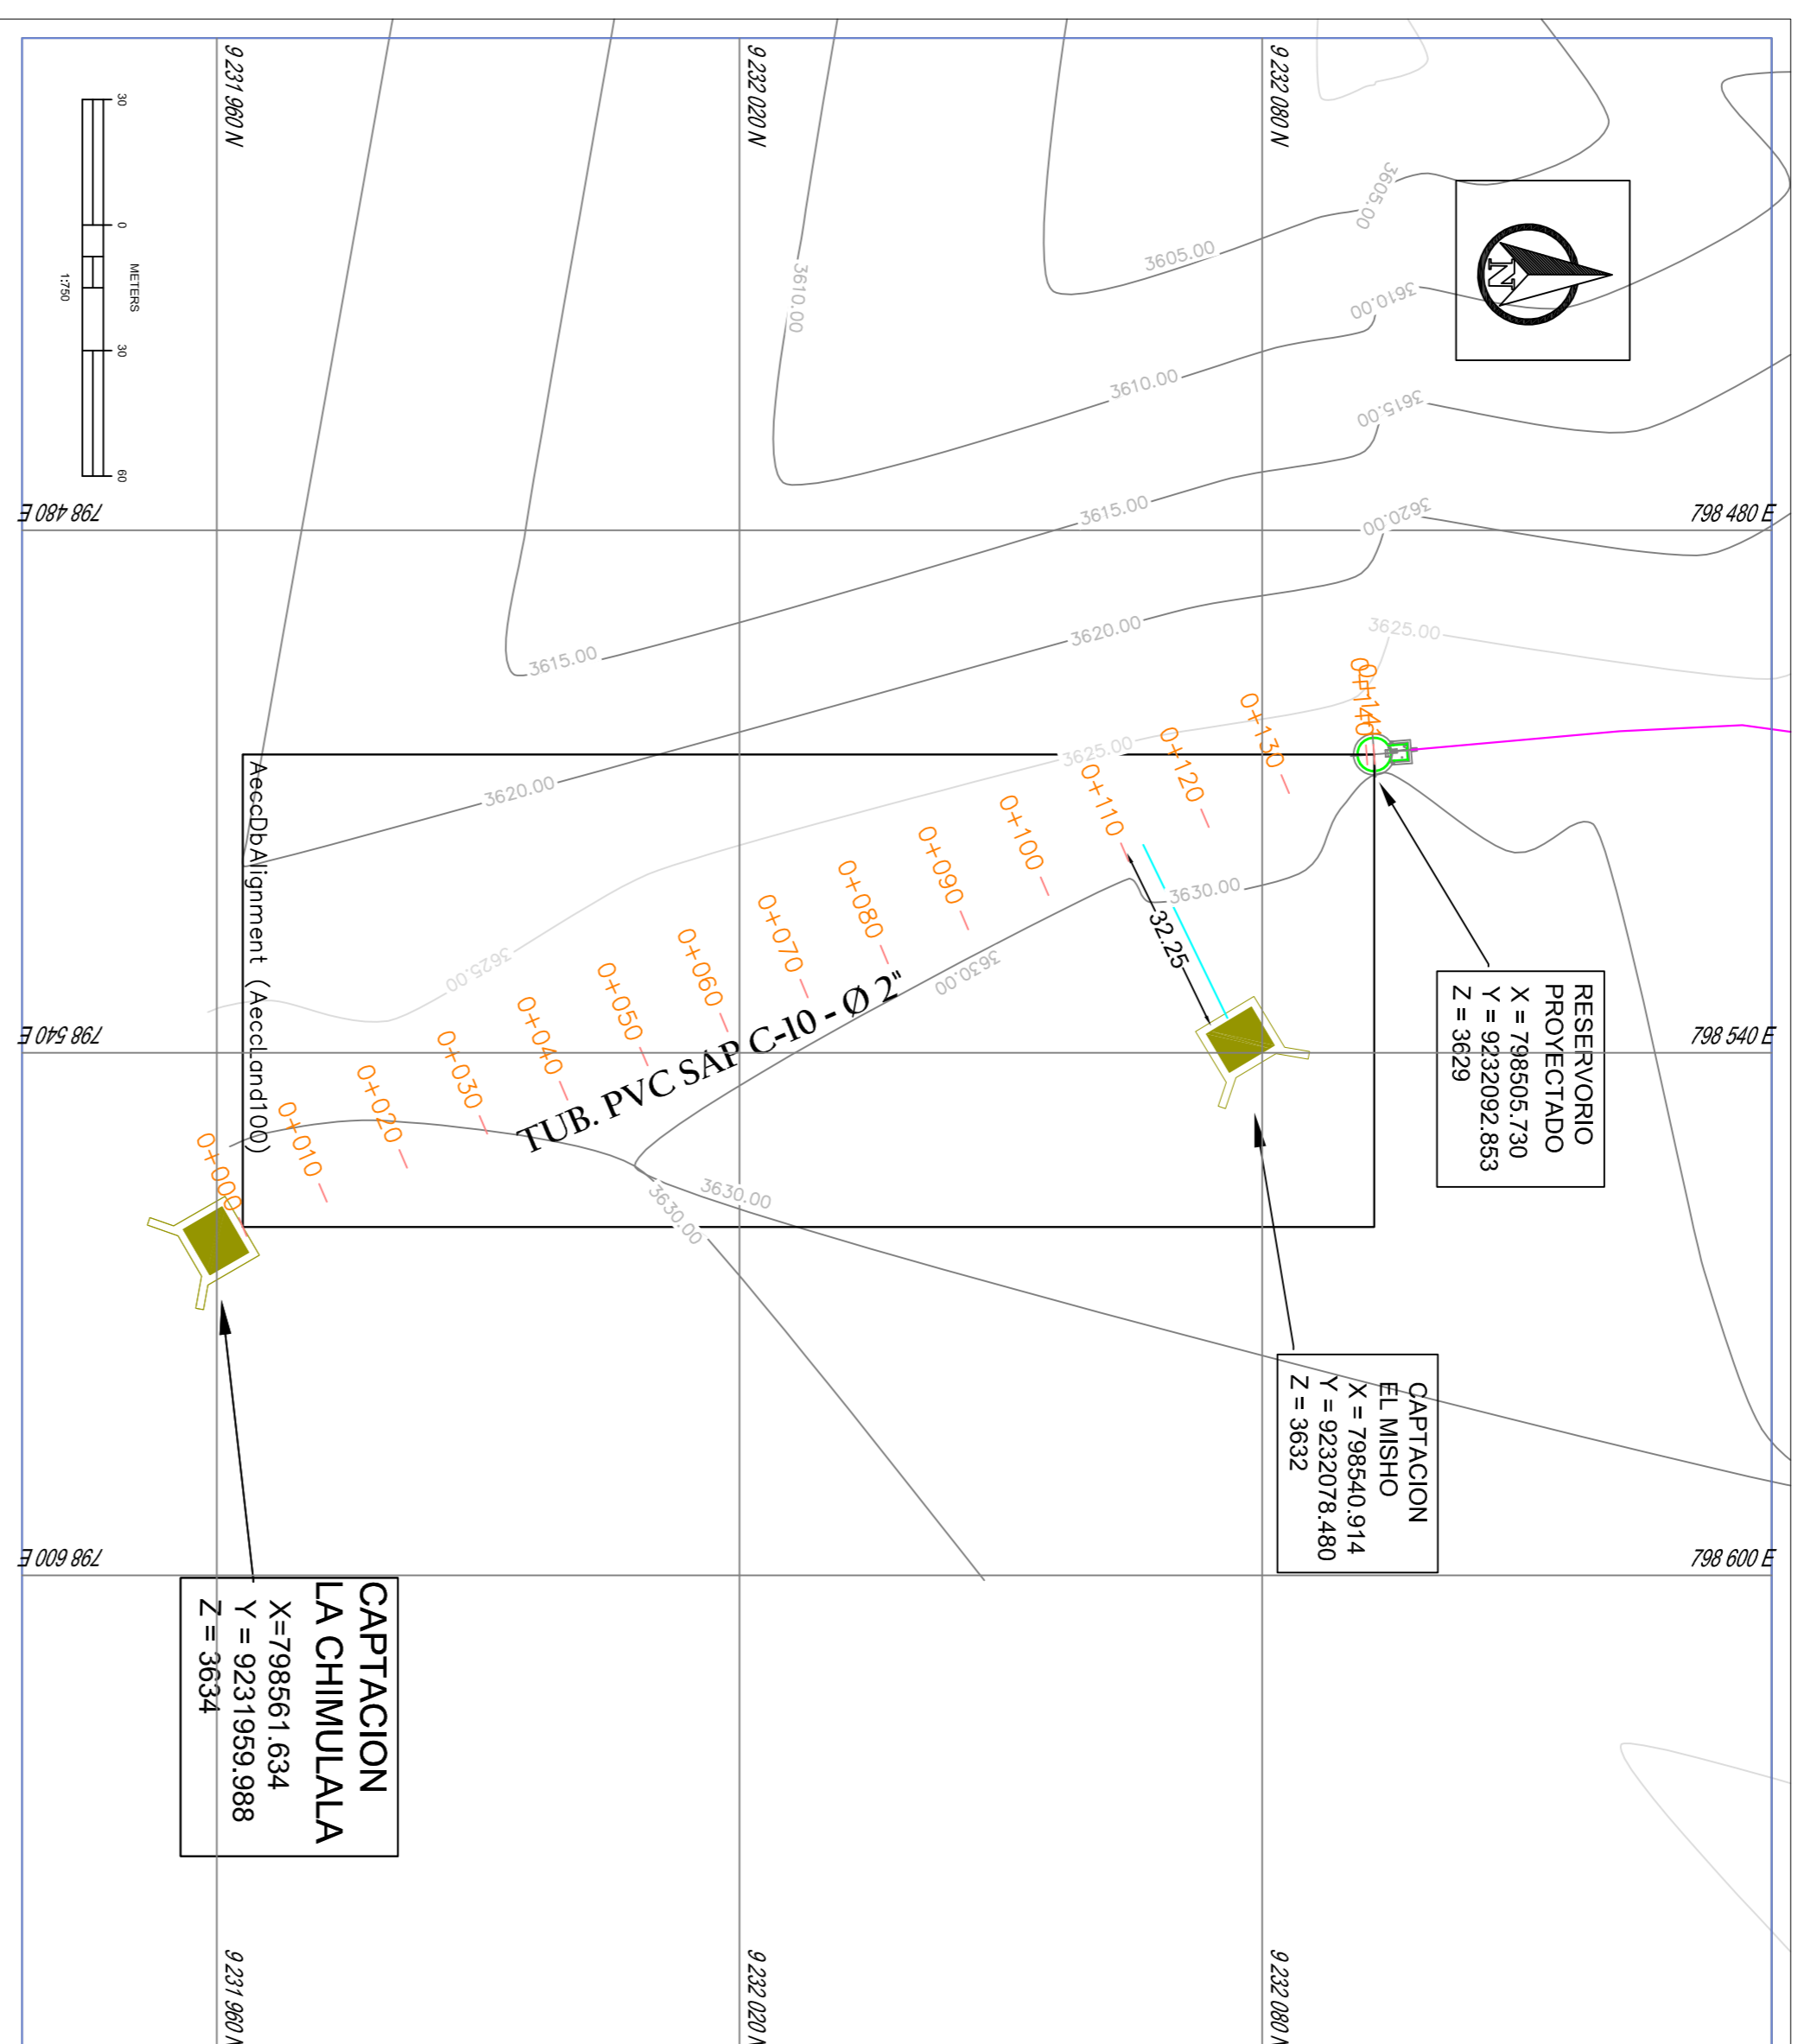 9 231 960 N
9 232 020 N
9 232 080 N
30
0
30
60
METERS
1:750
N
3605.00
3605.00
3610.00
3610.00
3610.00
3615.00
3615.00
3615.00
3620.00
3620.00
3620.00
3625.00
3625.00
3625.00
3630.00
3630.00
3630.00
3630.00
798 480 E
798 480 E
798 540 E
798 540 E
798 600 E
798 600 E
AeccDbAlignment (AeccLand100)
0+000
0+010
0+020
0+030
0+040
0+050
0+060
0+070
0+080
0+090
0+100
0+110
0+120
0+130
0+140
TUB. PVC SAP C-10 - Ø 2"
32.25
RESERVORIO
PROYECTADO
X = 798505.730
Y = 9232092.853
Z = 3629
CAPTACION
EL MISHO
X = 798540.914
Y = 9232078.480
Z = 3632
CAPTACION
LA CHIMULALA
X=798561.634
Y = 9231959.988
Z = 3634
9 231 960 N
9 232 020 N
9 232 080 N